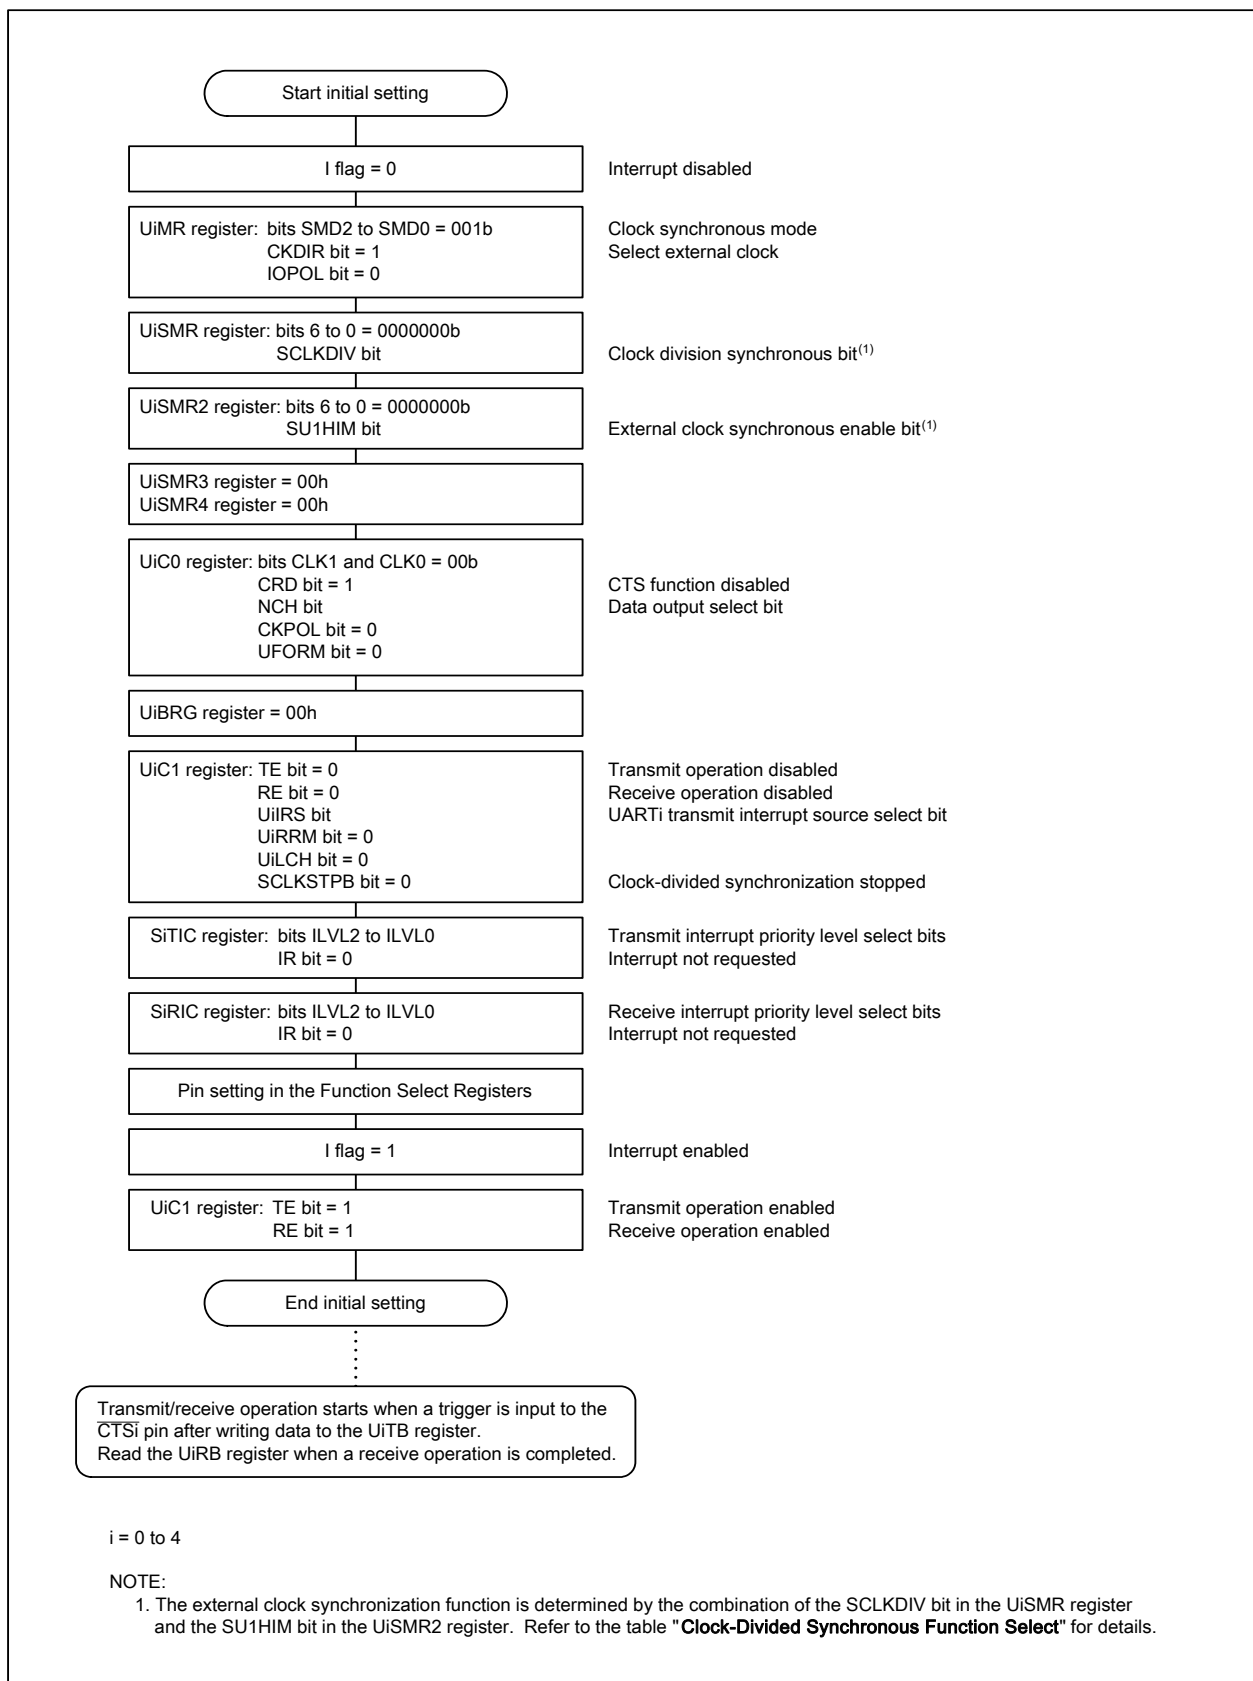 Start initial setting
I flag = 0 Interrupt disabled
UiMR register: bits SMD2 to SMD0 = 001b Clock synchronous mode
CKDIR bit = 1 Select external clock
IOPOL bit = 0
UiSMR register: bits 6 to 0 = 0000000b
SCLKDIV bit Clock division synchronous bit(1)
UiSMR2 register: bits 6 to 0 = 0000000b
SU1HIM bit External clock synchronous enable bit(1)
UiSMR3 register = 00h
UiSMR4 register = 00h
UiC0 register: bits CLK1 and CLK0 = 00b
CRD bit = 1 CTS function disabled
NCH bit Data output select bit
CKPOL bit = 0
UFORM bit = 0
UiBRG register = 00h
UiC1 register: TE bit = 0 Transmit operation disabled
RE bit = 0 Receive operation disabled
UiIRS bit UARTi transmit interrupt source select bit
UiRRM bit = 0
UiLCH bit = 0
SCLKSTPB bit = 0 Clock-divided synchronization stopped
SiTIC register: bits ILVL2 to ILVL0 Transmit interrupt priority level select bits
IR bit = 0 Interrupt not requested
SiRIC register: bits ILVL2 to ILVL0 Receive interrupt priority level select bits
IR bit = 0 Interrupt not requested
Pin setting in the Function Select Registers
I flag = 1 Interrupt enabled
UiC1 register: TE bit = 1 Transmit operation enabled
RE bit = 1 Receive operation enabled
End initial setting
Transmit/receive operation starts when a trigger is input to the
CTSi pin after writing data to the UiTB register.
Read the UiRB register when a receive operation is completed.
i = 0 to 4
NOTE:
1. The external clock synchronization function is determined by the combination of the SCLKDIV bit in the UiSMR register
and the SU1HIM bit in the UiSMR2 register. Refer to the table "Clock-Divided Synchronous Function Select" for details.